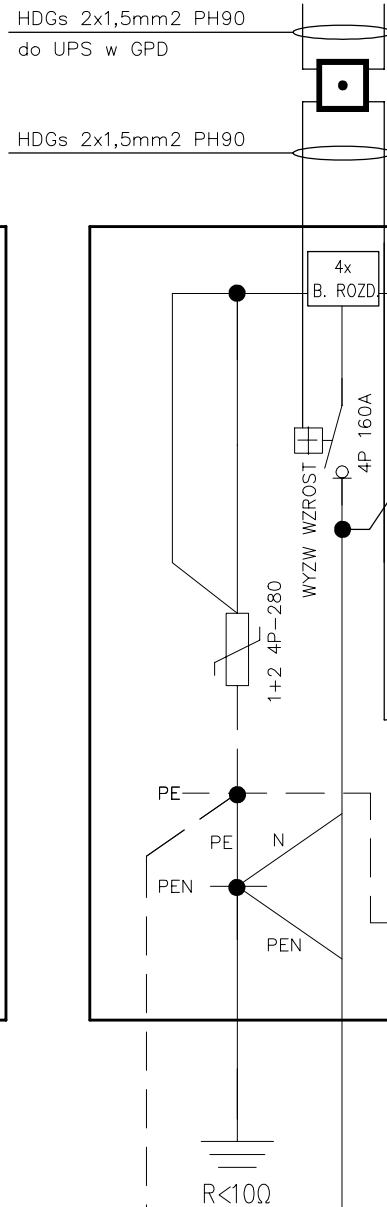 HDGs 2x1,5mm2 PH90
do UPS w GPD
HDGs 2x1,5mm2 PH90
4x
B. ROZD.
4P 160A
WYZW WZROST
1+2 4P-280
PE
PE
N
PEN
PEN
R<10Ω